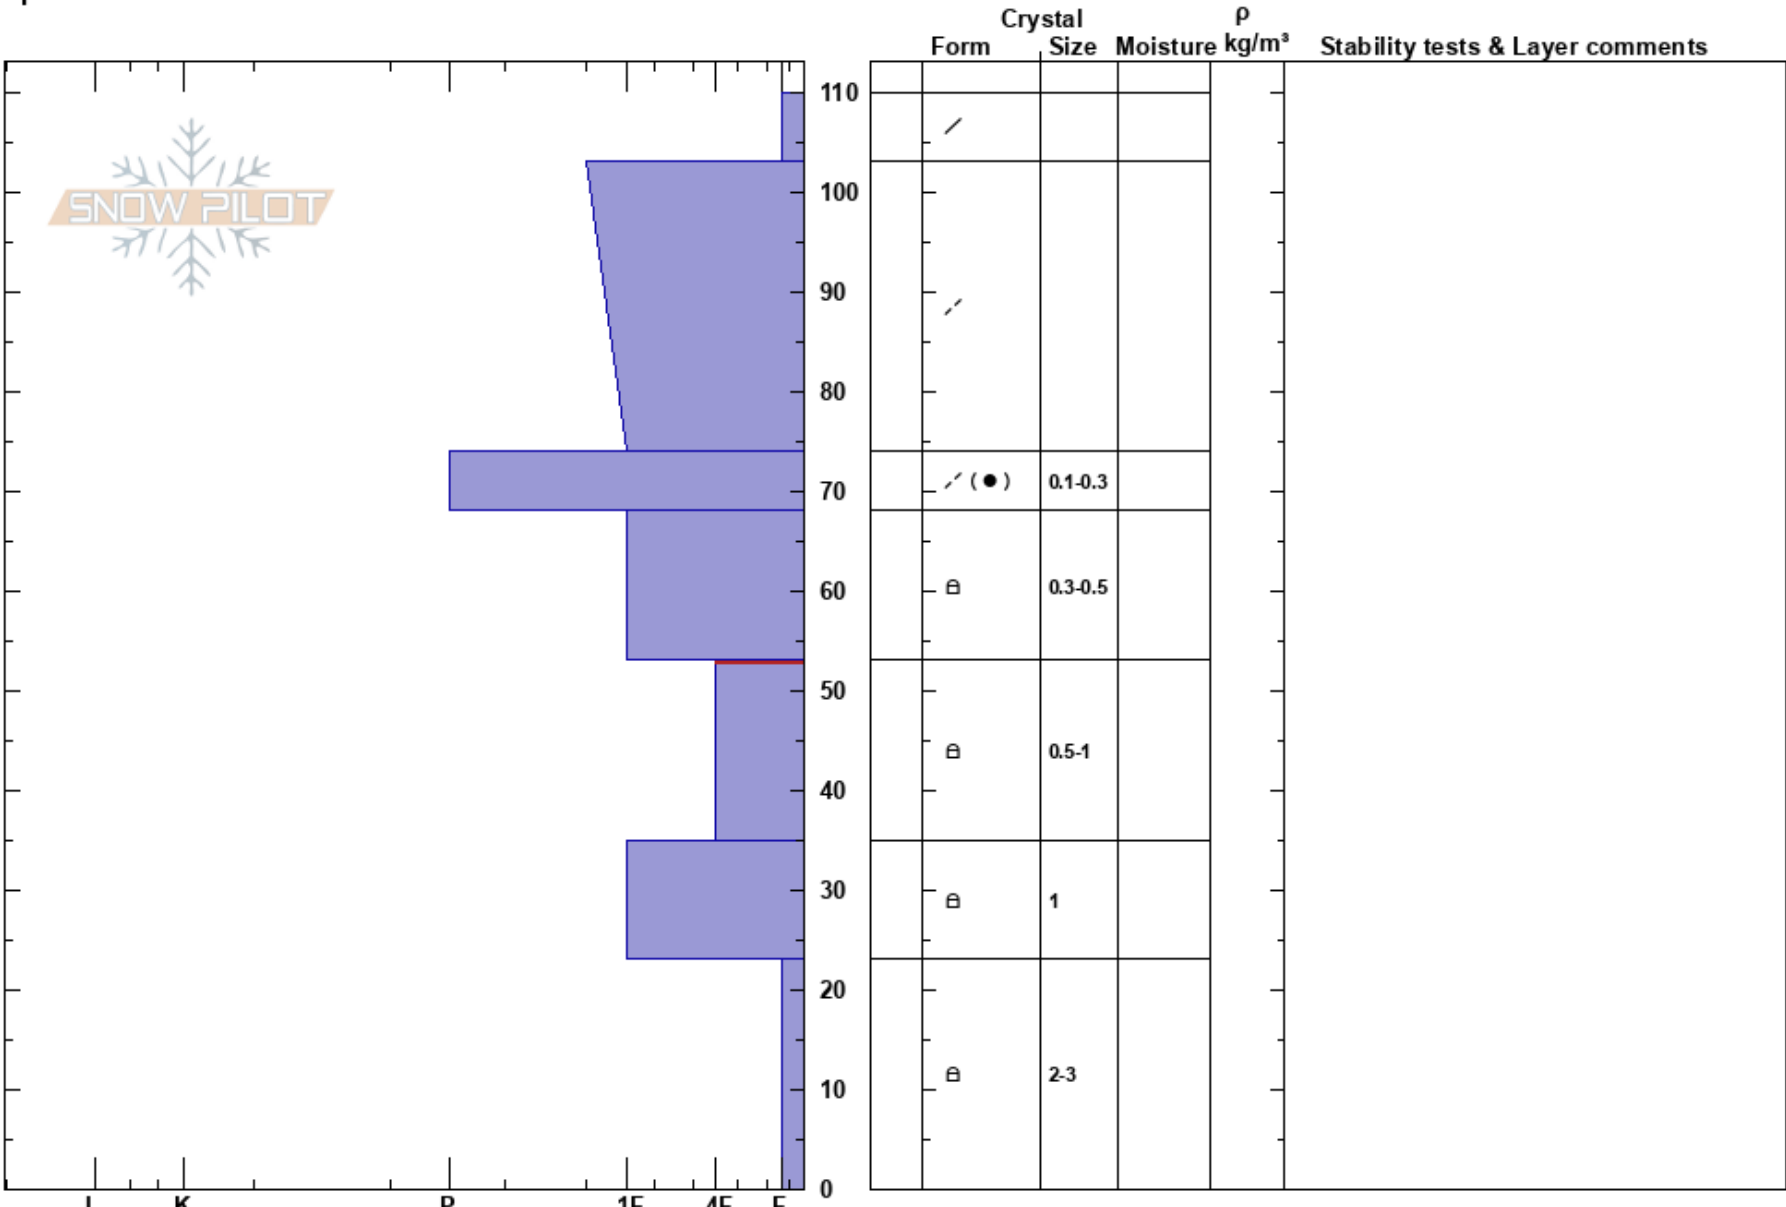 Crystal ρ
Form Size Moisture kg/m³ Stability tests & Layer comments
110
SNOW PILOT
100
90
80
70 (●) 0.1-0.3
60 0.3-0.5
50
0.5-1
40
30 1
20
10 2-3
0
I K P 1F 4F F